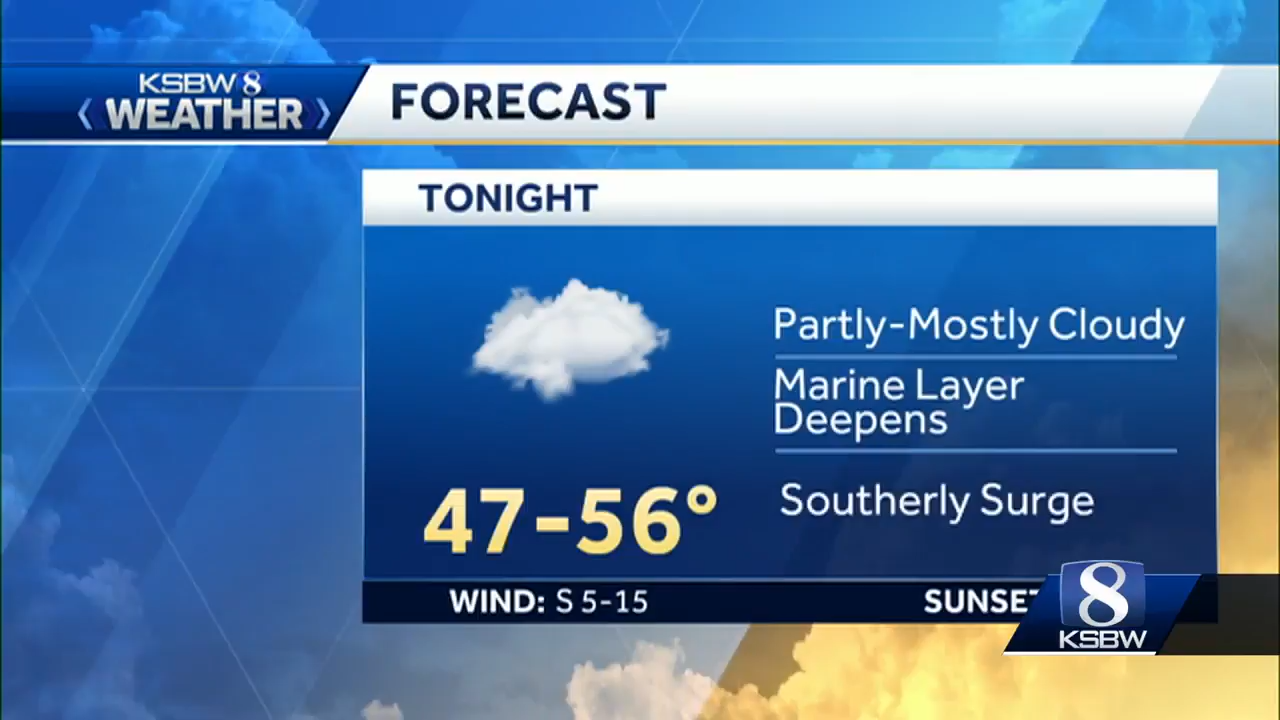 KSBW 8
WEATHER
FORECAST
TONIGHT
Partly-Mostly Cloudy
Marine Layer
Deepens
47-56°
Southerly Surge
WIND: S 5-15
SUNSET
8
KSBW